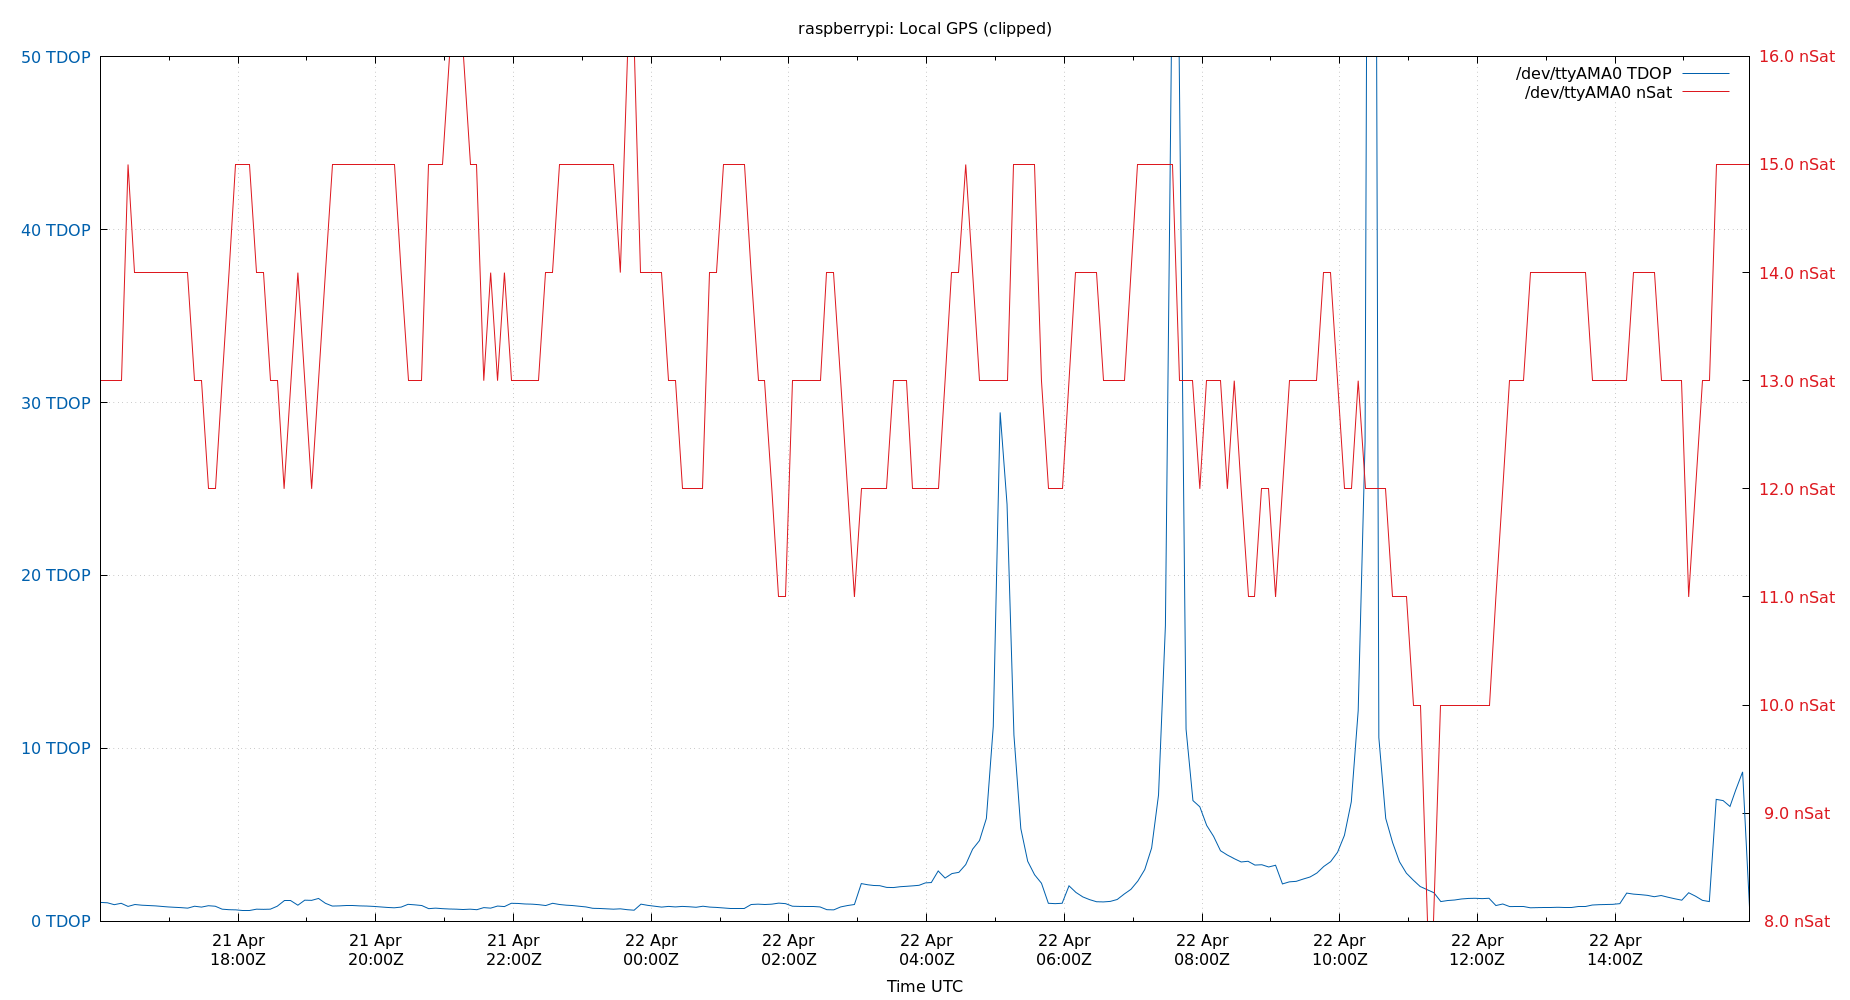 raspberrypi: Local GPS (clipped)
/dev/ttyAMA0 TDOP
/dev/ttyAMA0 nSat
50 TDOP
40 TDOP
30 TDOP
20 TDOP
10 TDOP
0 TDOP
16.0 nSat
15.0 nSat
14.0 nSat
13.0 nSat
12.0 nSat
11.0 nSat
10.0 nSat
9.0 nSat
8.0 nSat
21 Apr 18:00Z
21 Apr 20:00Z
21 Apr 22:00Z
22 Apr 00:00Z
22 Apr 02:00Z
22 Apr 04:00Z
22 Apr 06:00Z
22 Apr 08:00Z
22 Apr 10:00Z
22 Apr 12:00Z
22 Apr 14:00Z
Time UTC